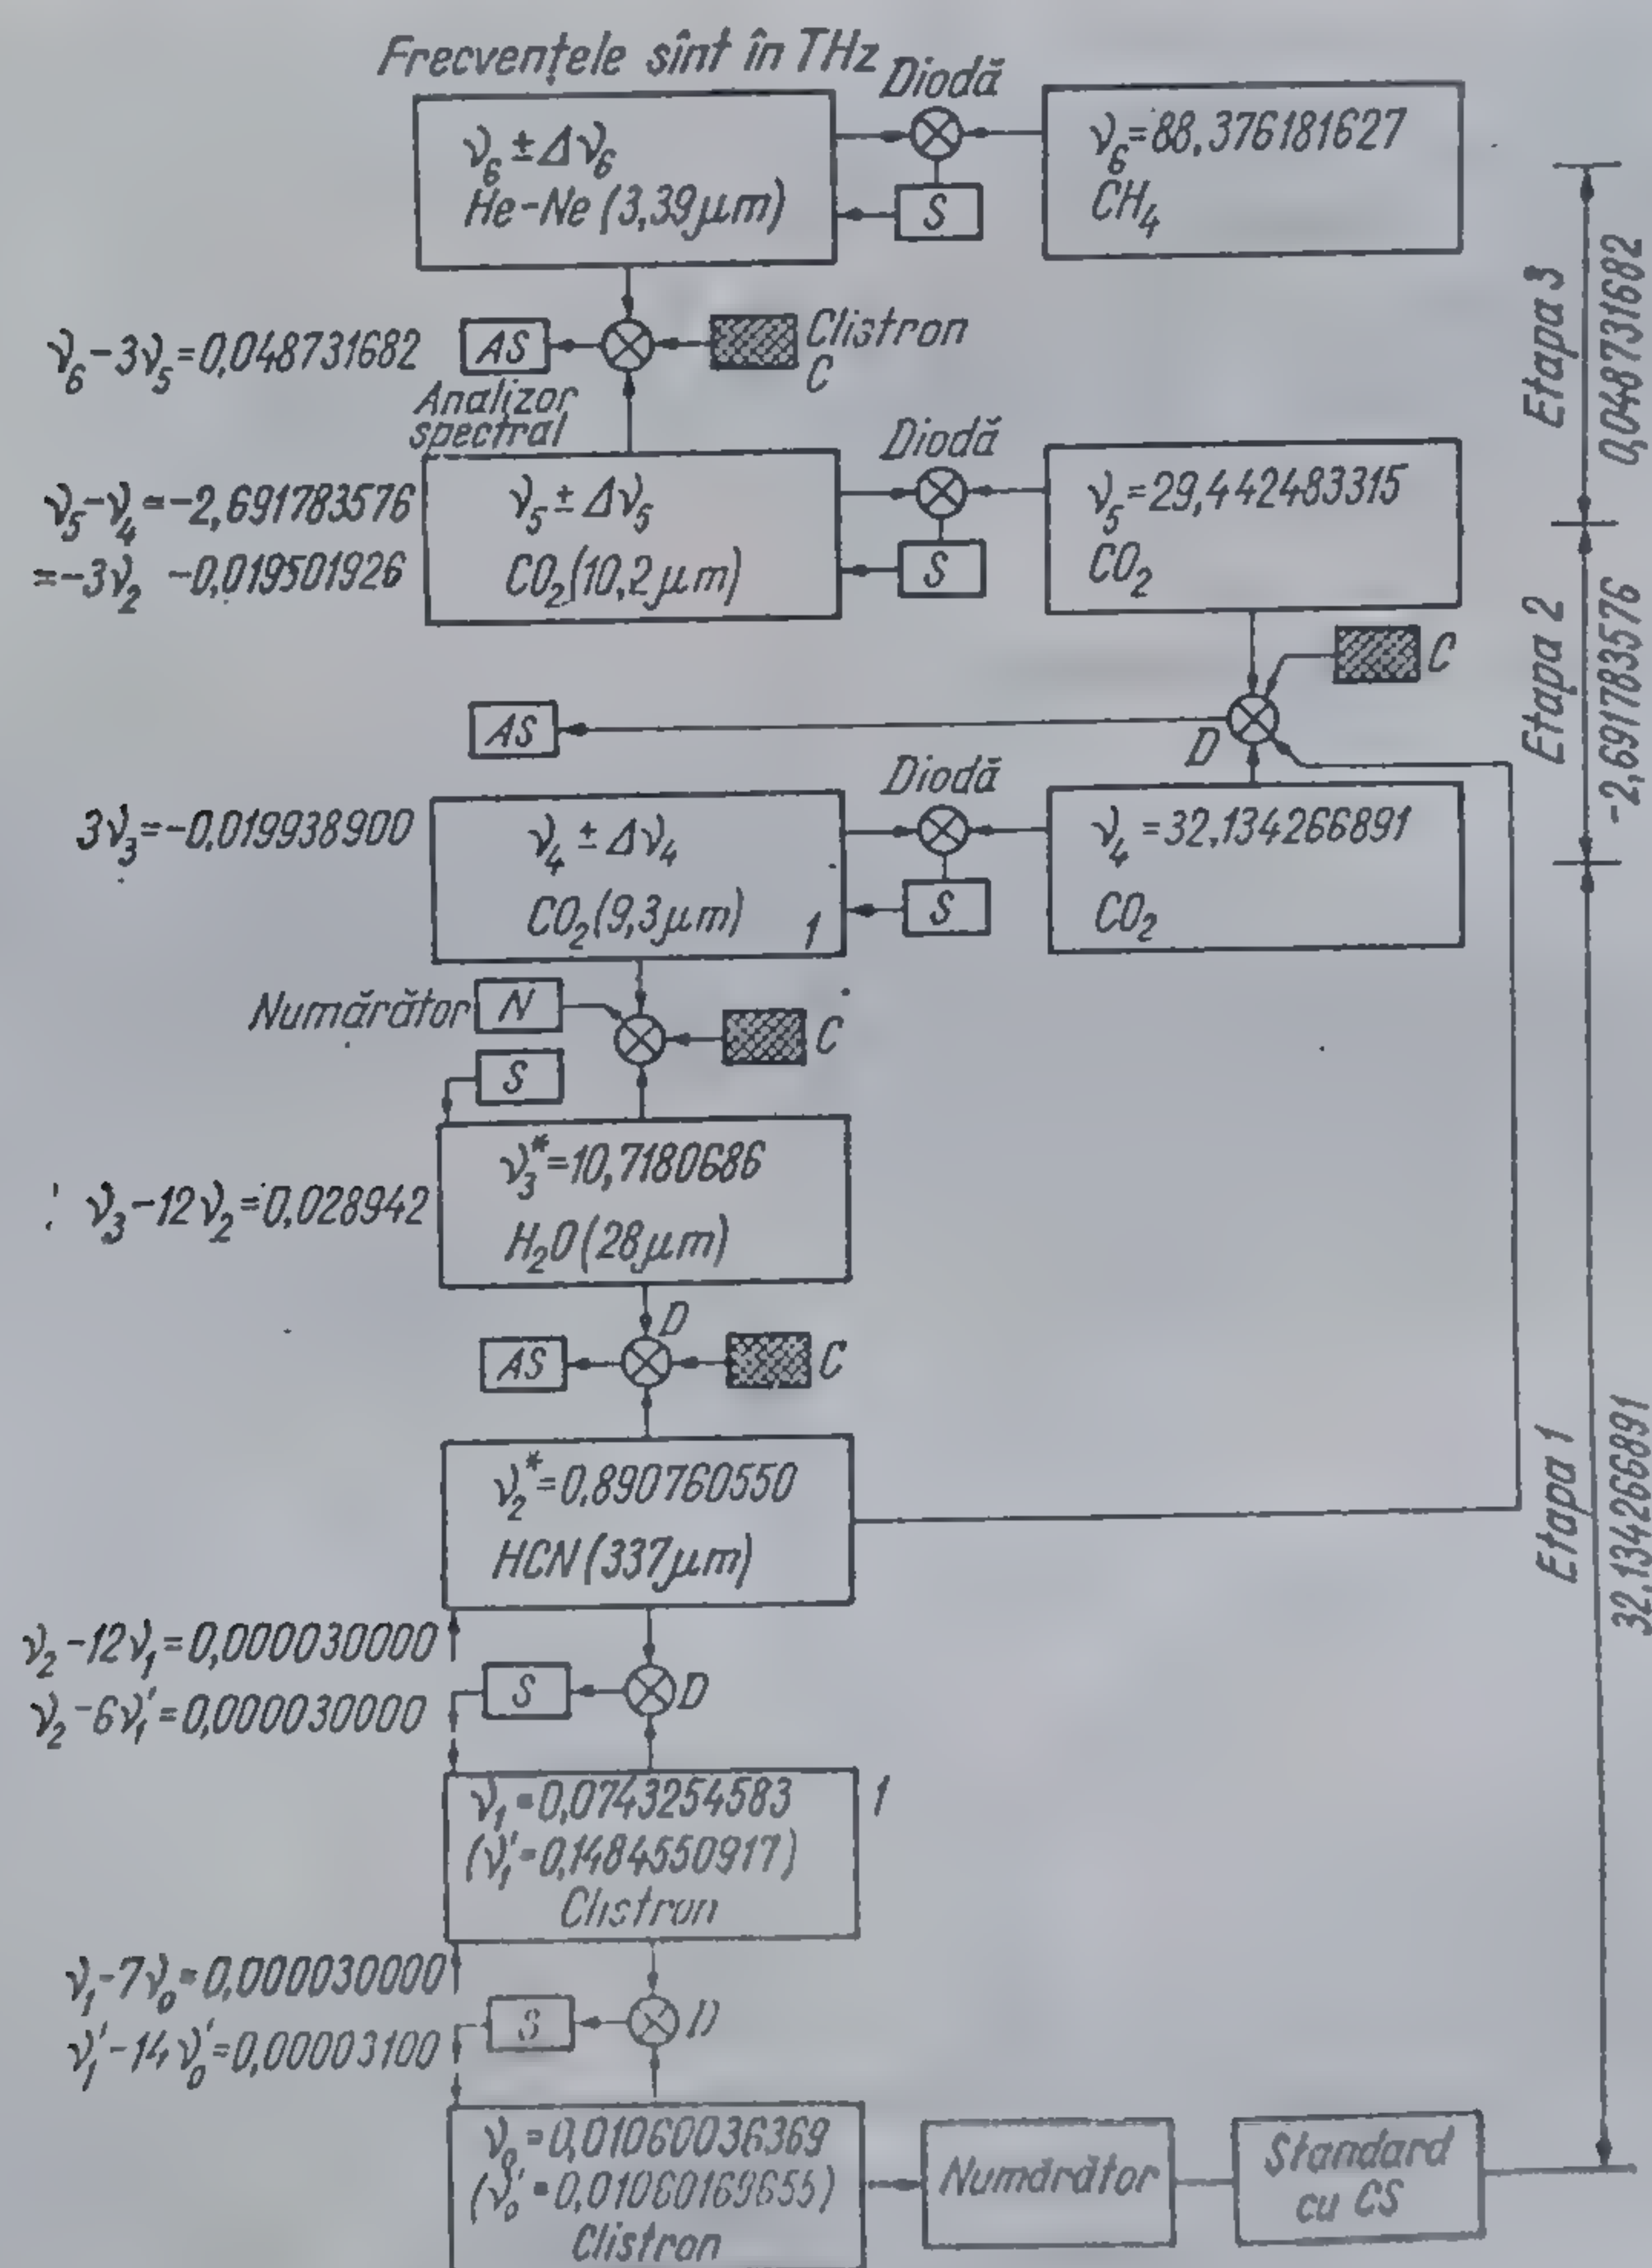 Frecvențele sînt în THz
Diodă
ν₆ ± Δν₆
He-Ne (3,39μm)
S
ν₆=88,376181627
CH₄
ν₆-3ν₅=0,048731682
AS
Clistron
C
Analizor
spectral
Etapa 3
0,048731682
ν₅-ν₄=-2,691783576
=-3ν₂ -0,019501926
ν₅ ± Δν₅
CO₂(10,2μm)
Diodă
S
ν₅=29,442483315
CO₂
C
AS
D
Etapa 2
-2,691783576
3ν₃=-0,019938900
ν₄ ± Δν₄
CO₂(9,3μm)
1
Diodă
S
ν₄=32,134266891
CO₂
Numărător
N
C
S
ν₃*=10,7180686
H₂O(28μm)
ν₃-12ν₂=0,028942
D
AS
C
ν₂*=0,890760550
HCN(337μm)
Etapa 1
32,134266891
ν₂-12ν₁=0,000030000
ν₂-6ν₁'=0,000030000
S
D
ν₁=0,0743254583
(ν₁'=0,1484550917)
Clistron
1
ν₁-7ν₀=0,000030000
ν₁'-14ν₀'=0,00003100
S
D
ν₀=0,01060036369
(ν₀'=0,01060169655)
Clistron
Numărător
Standard
cu CS